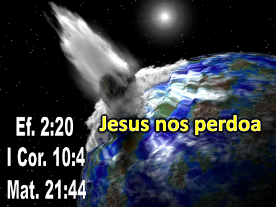 Jesus nos perdoa
Ef. 2:20
I Cor. 10:4
Mat. 21:44